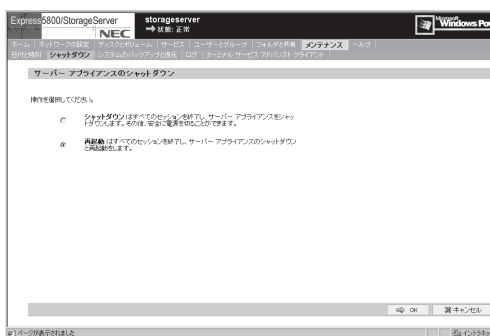 Express5800/StorageServer
NEC
storageserver
状態: 正常
Microsoft
Windows Pow
ホーム | ネットワークの設定 | ディスクとボリューム | サービス | ユーザーとグループ | フォルダと共有 | メンテナンス | ヘルプ |
日付と時刻 | シャットダウン | システムのバックアップと復元 | ログ | ターミナル サービス アドバンスト クライアント |
サーバー アプライアンスのシャットダウン
操作を選択してください。
シャットダウン はすべてのセッションを終了し、サーバー アプライアンスをシャッ
トダウンします。その後、安全に電源を切ることができます。
再起動 はすべてのセッションを終了し、サーバー アプライアンスのシャットダウン
と再起動をします。
OK
キャンセル
ページが表示されました
イントラネッ